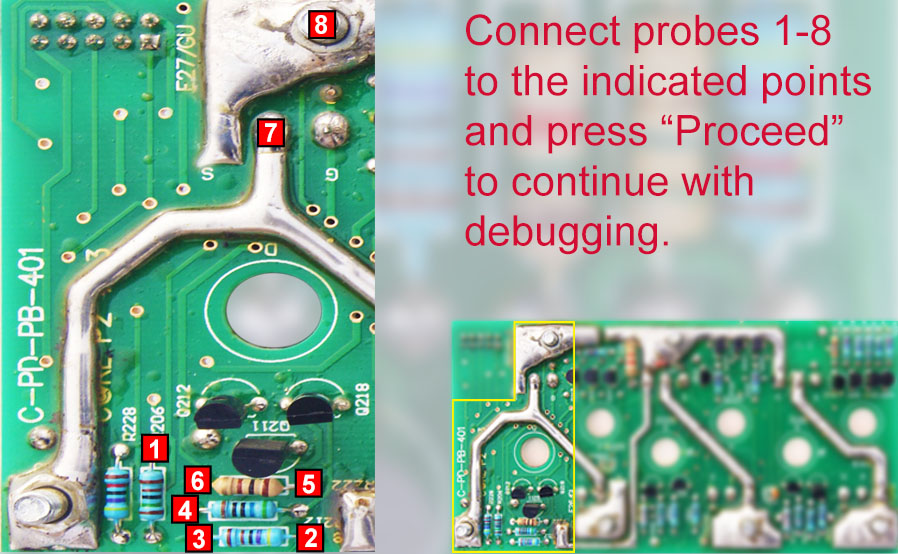 8
E27/GU
7
S
G
D
C-PD-PB-401
Q212
Q218
Q211
R228
1
6
5
4
3
2
Connect probes 1-8
to the indicated points
and press “Proceed”
to continue with
debugging.
C-PD-PB-401